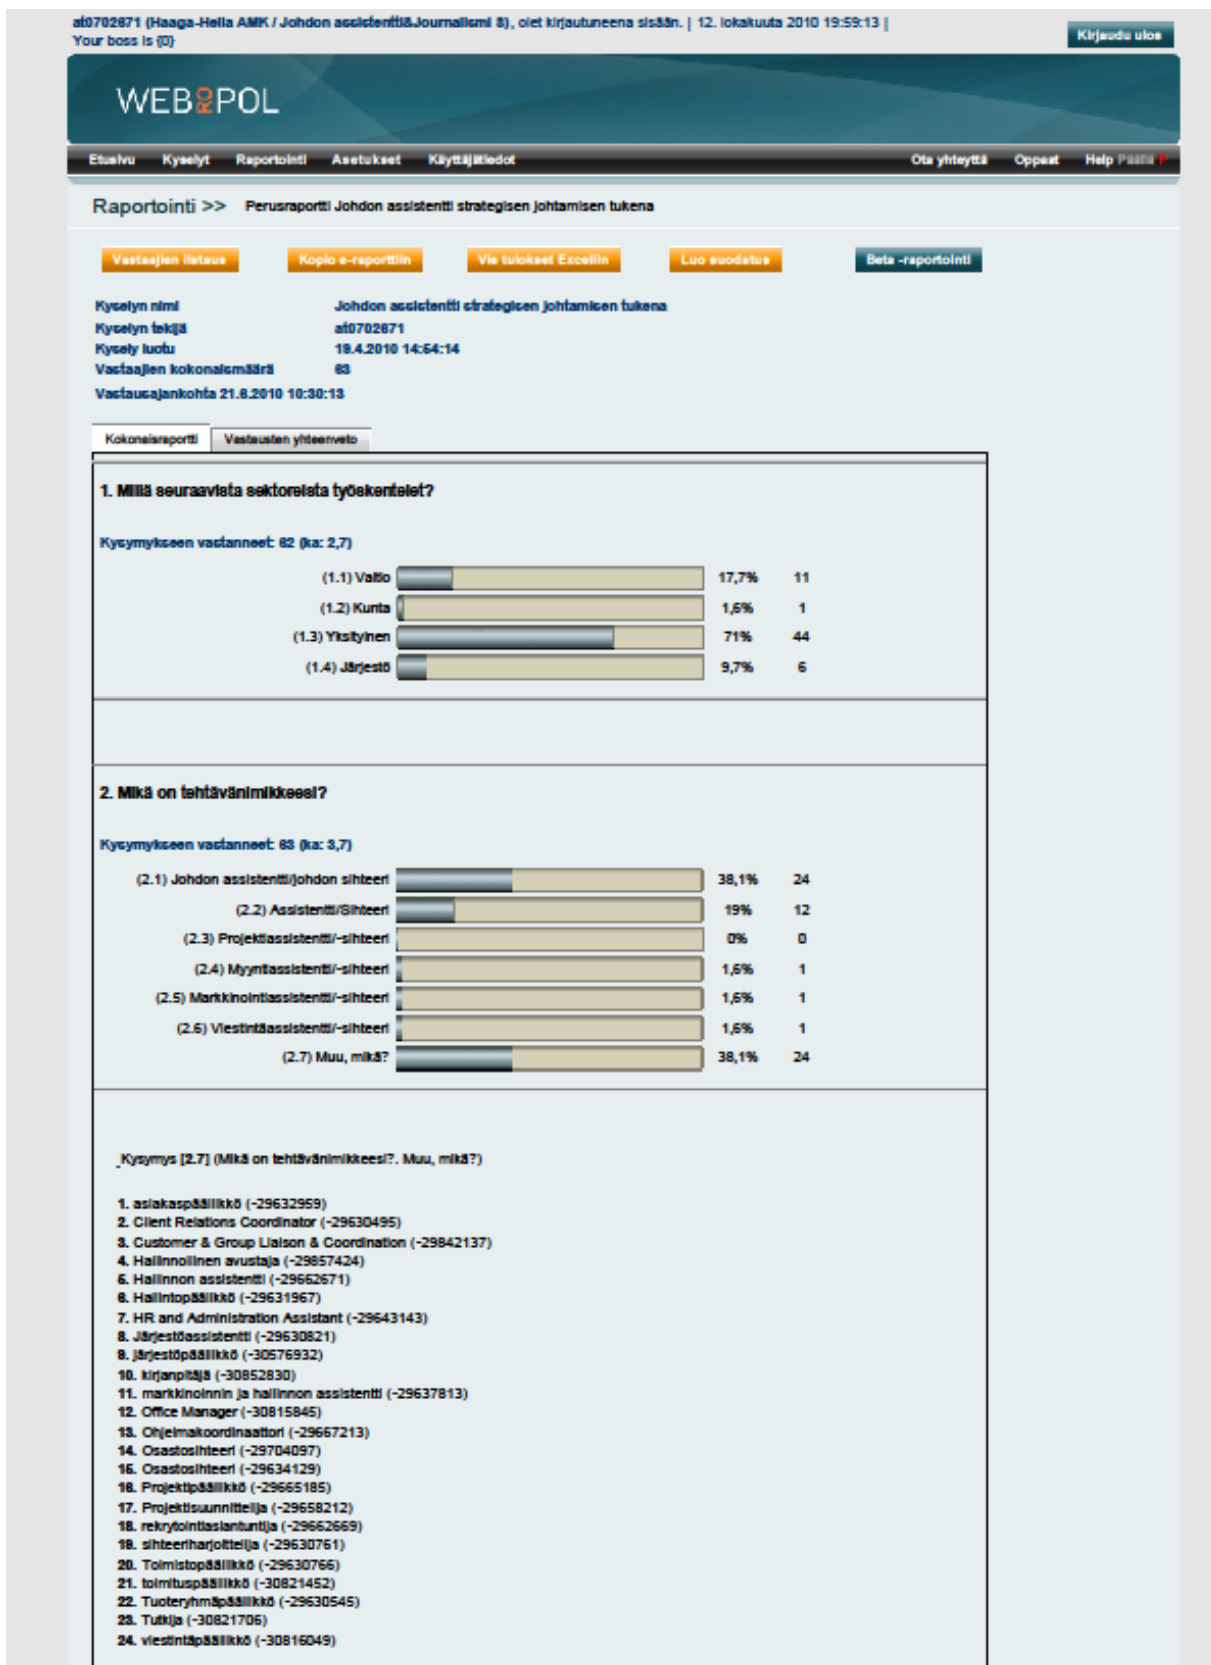 at0702671 (Haaga-Helia AMK / Johdon assistentti&Journalismi 8), olet kirjautuneena sisään. | 12. lokakuuta 2010 19:59:13 |
Your boss is {0}
Kirjaudu ulos
WEBROPOL
Etusivu Kyselyt Raportointi Asetukset Käyttäjätiedot Ota yhteyttä Oppaat Help Päällä P
Raportointi >> Perusraportti Johdon assistentti strategisen johtamisen tukena
Vastaajien listaus Kopio e-raporttiin Vie tulokset Exceliin Luo suodatus Beta -raportointi
Kyselyn nimi Johdon assistentti strategisen johtamisen tukena
Kyselyn tekijä at0702671
Kysely luotu 19.4.2010 14:54:14
Vastaajien kokonaismäärä 63
Vastausajankohta 21.6.2010 10:30:13
Kokonaisraportti Vastausten yhteenveto
1. Millä seuraavista sektoreista työskentelet?
Kysymykseen vastanneet: 62 (ka: 2,7)
(1.1) Valtio 17,7% 11
(1.2) Kunta 1,6% 1
(1.3) Yksityinen 71% 44
(1.4) Järjestö 9,7% 6
2. Mikä on tehtävänimikkeesi?
Kysymykseen vastanneet: 63 (ka: 3,7)
(2.1) Johdon assistentti/johdon sihteeri 38,1% 24
(2.2) Assistentti/Sihteeri 19% 12
(2.3) Projektiassistentti/-sihteeri 0% 0
(2.4) Myyntiassistentti/-sihteeri 1,6% 1
(2.5) Markkinointiassistentti/-sihteeri 1,6% 1
(2.6) Viestintäassistentti/-sihteeri 1,6% 1
(2.7) Muu, mikä? 38,1% 24
Kysymys [2.7] (Mikä on tehtävänimikkeesi?. Muu, mikä?)
1. asiakaspäällikkö (-29632959)
2. Client Relations Coordinator (-29630495)
3. Customer & Group Liaison & Coordination (-29842137)
4. Hallinnollinen avustaja (-29857424)
5. Hallinnon assistentti (-29662671)
6. Hallintopäällikkö (-29631967)
7. HR and Administration Assistant (-29643143)
8. Järjestöassistentti (-29630821)
9. järjestöpäällikkö (-30576932)
10. kirjanpitäjä (-30852830)
11. markkinoinnin ja hallinnon assistentti (-29637813)
12. Office Manager (-30815845)
13. Ohjelmakoordinaattori (-29667213)
14. Osastosihteeri (-29704097)
15. Osastosihteeri (-29634129)
16. Projektipäällikkö (-29665185)
17. Projektisuunnittelija (-29658212)
18. rekrytointiasiantuntija (-29662669)
19. sihteeriharjoittelija (-29630761)
20. Toimistopäällikkö (-29630766)
21. toimituspäällikkö (-30821452)
22. Tuoteryhmäpäällikkö (-29630545)
23. Tutkija (-30821706)
24. viestintäpäällikkö (-30816049)